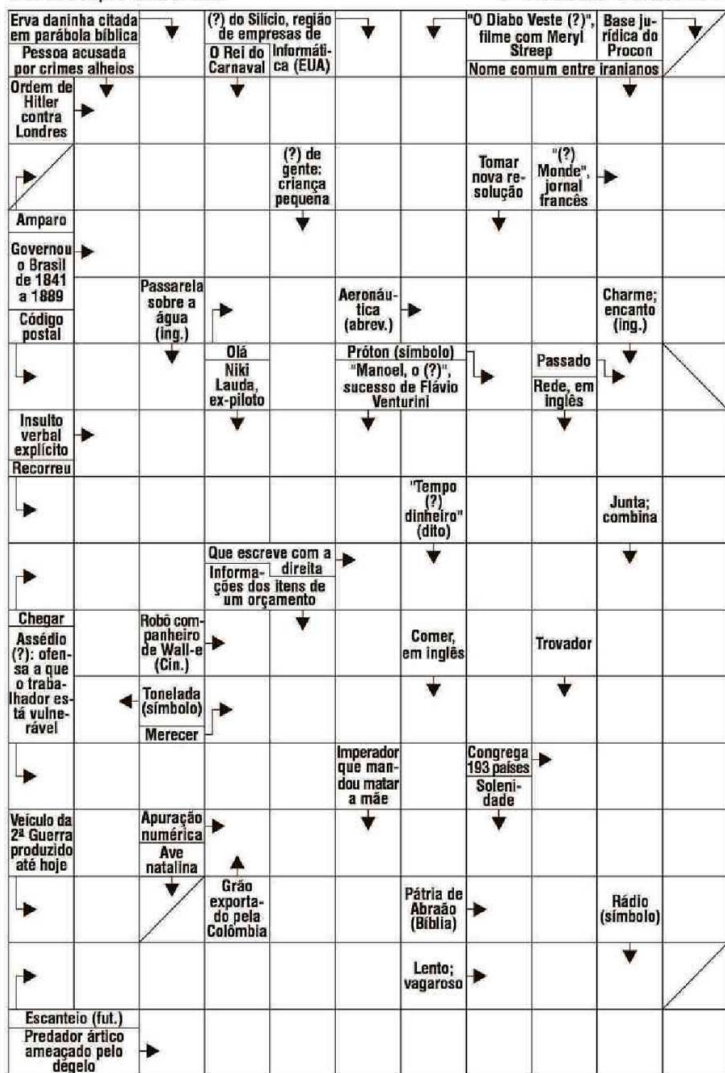 Erva daninha citada
em parábola bíblica
Pessoa acusada
por crimes alheios
(?) do Silício, região
de empresas de
Informáti-
ca (EUA)
O Rei do
Carnaval
"O Diabo Veste (?)",
filme com Meryl
Streep
Base ju-
rídica do
Procon
Nome comum entre iranianos
Ordem de
Hitler
contra
Londres
(?) de
gente:
criança
pequena
Tomar
nova re-
solução
"(?)
Monde",
jornal
francês
Amparo
Governou
o Brasil
de 1841
a 1889
Código
postal
Passarela
sobre a
água
(ing.)
Aeronáu-
tica
(abrev.)
Charme;
encanto
(ing.)
Olá
Niki
Lauda,
ex-piloto
Próton (símbolo)
"Manoel, o (?)",
sucesso de Flávio
Venturini
Passado
Rede, em
inglês
Insulto
verbal
explícito
Recorreu
"Tempo
(?)
dinheiro"
(dito)
Junta;
combina
Que escreve com a
direita
Informa-
ções dos itens de
um orçamento
Chegar
Assédio
(?): ofen-
sa a que
o traba-
lhador es-
tá vulne-
rável
Robô com-
panheiro
de Wall-e
(Cin.)
Comer,
em inglês
Trovador
Tonelada
(símbolo)
Merecer
Imperador
que man-
dou matar
a mãe
Congrega
193 países
Soleni-
dade
Veículo da
2ª Guerra
produzido
até hoje
Apuração
numérica
Ave
natalina
Grão
exporta-
do pela
Colômbia
Pátria de
Abraão
(Bíblia)
Rádio
(símbolo)
Lento;
vagaroso
Escanteio (fut.)
Predador ártico
ameaçado pelo
degelo